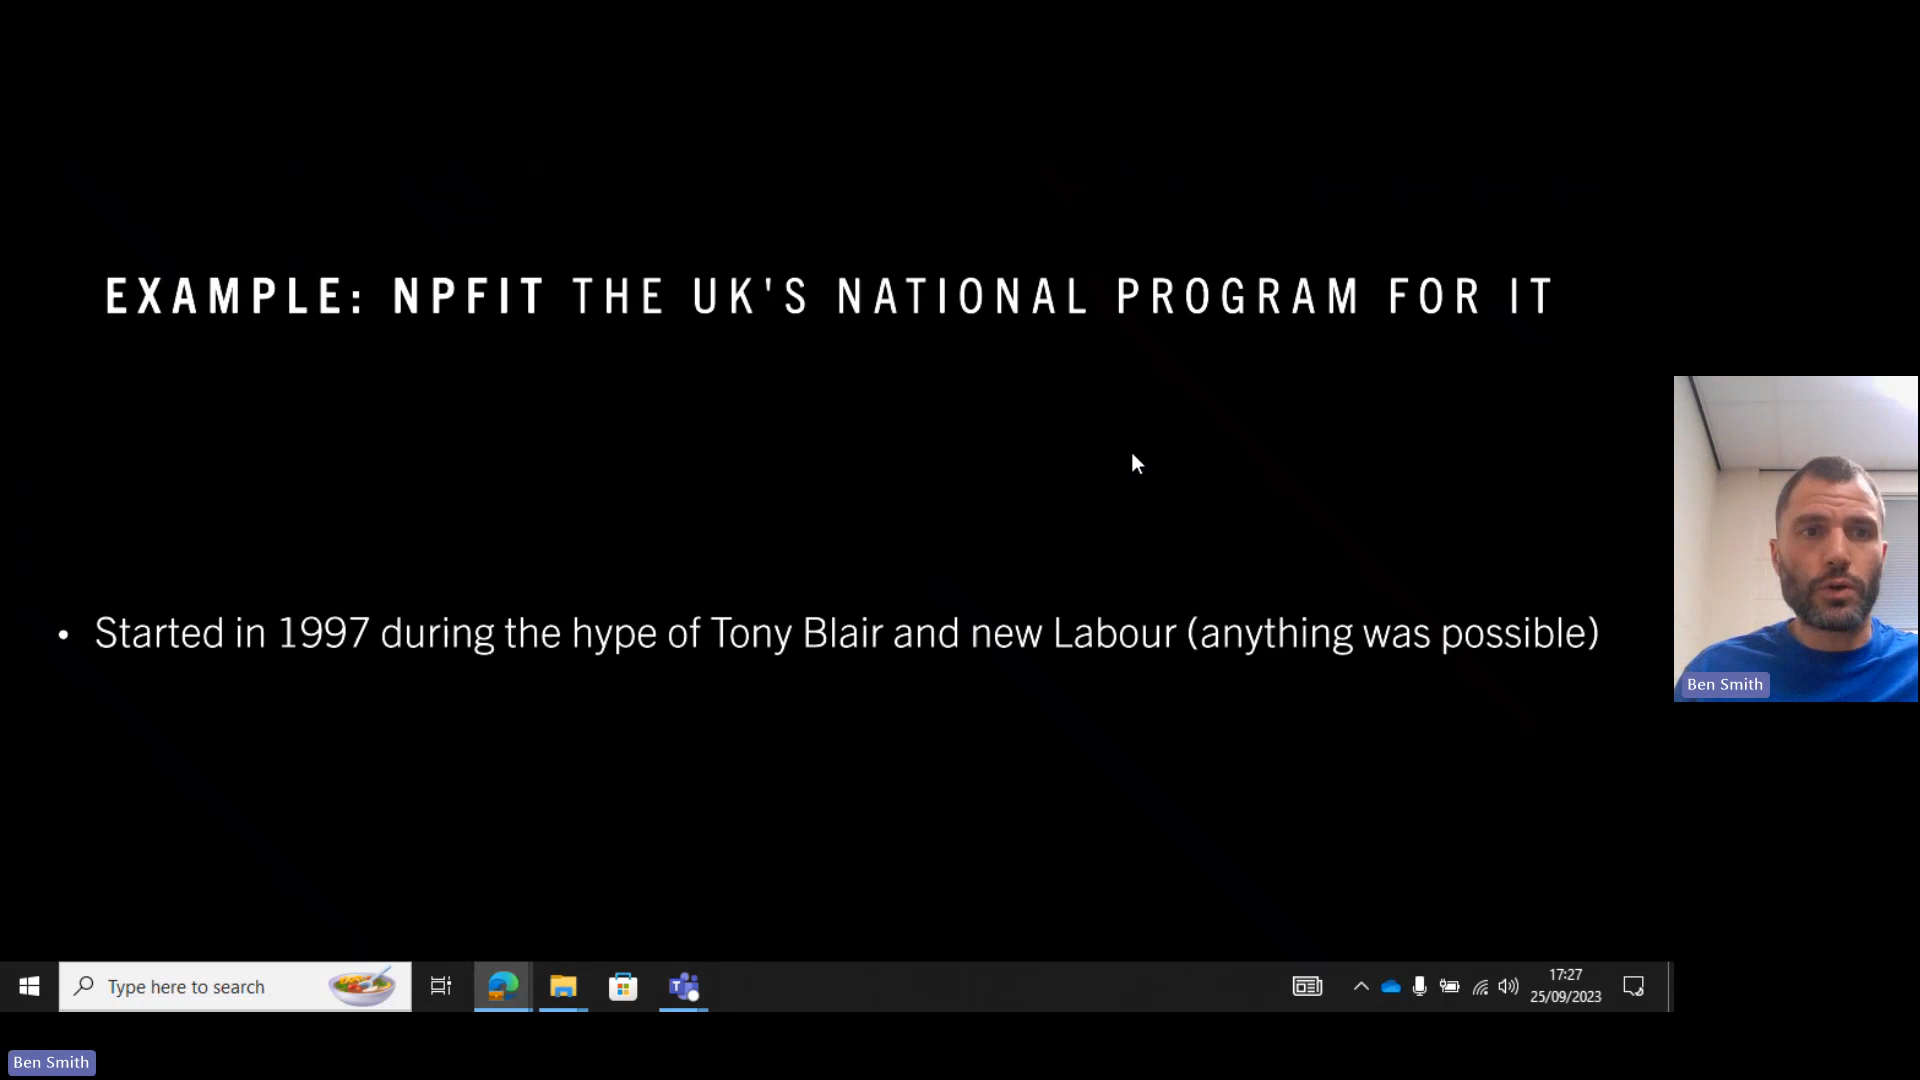 EXAMPLE: NPFIT THE UK'S NATIONAL PROGRAM FOR IT
• Started in 1997 during the hype of Tony Blair and new Labour (anything was possible)
Ben Smith
Type here to search
17:27
25/09/2023
Ben Smith